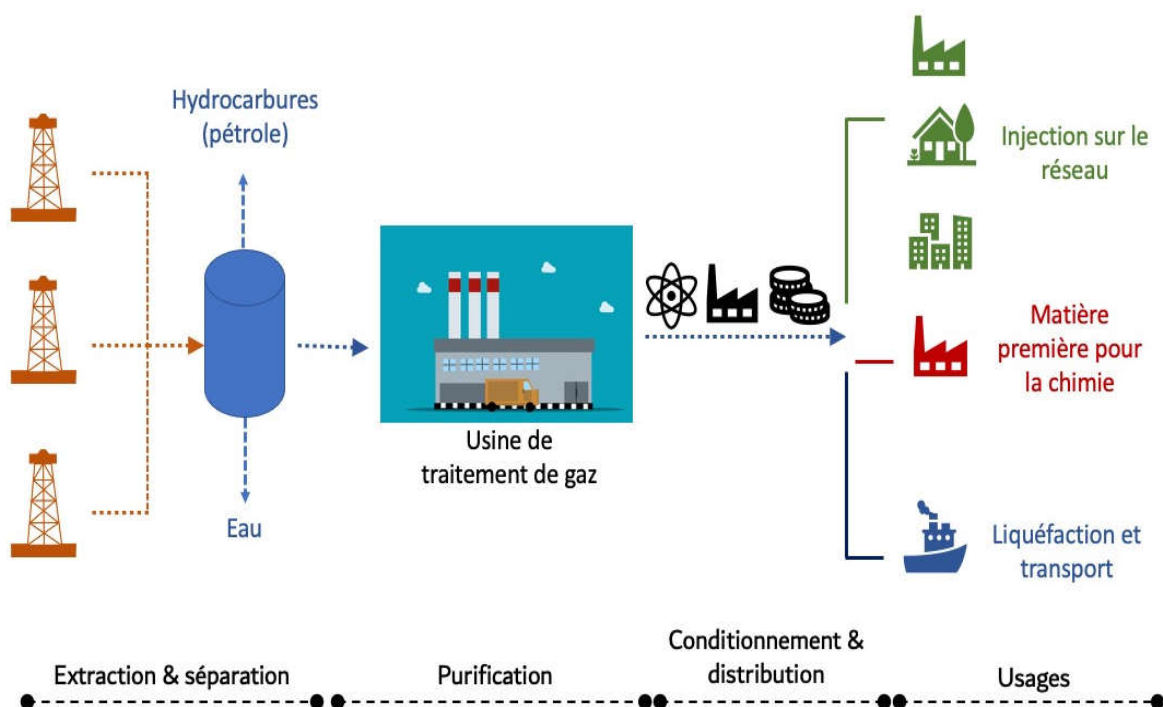 Hydrocarbures
(pétrole)
Eau
Usine de
traitement de gaz
Injection sur le
réseau
Matière
première pour
la chimie
Liquéfaction et
transport
Extraction & séparation
Purification
Conditionnement &
distribution
Usages